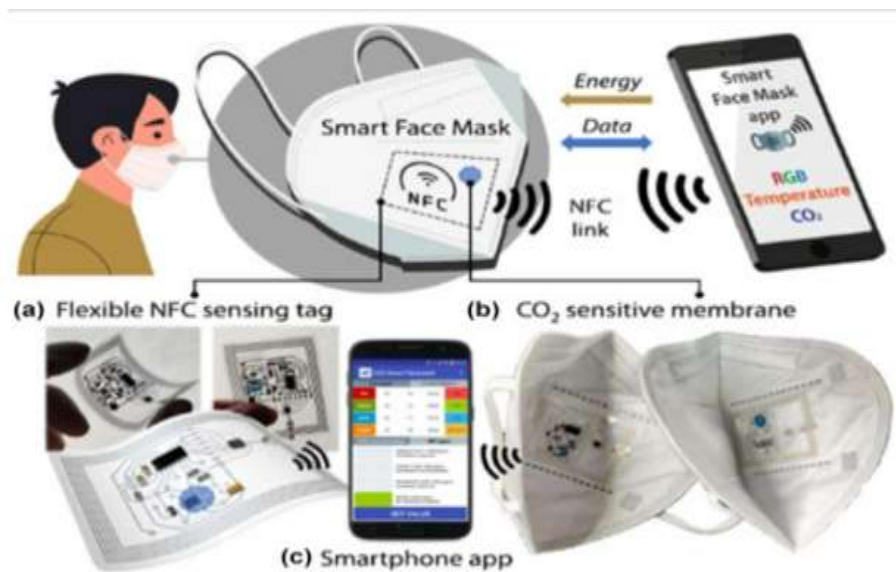 Smart Face Mask
NFC
Energy
Data
NFC
link
Smart
Face Mask
app
RGB
Temperature
CO₂
(a) Flexible NFC sensing tag
(b) CO₂ sensitive membrane
(c) Smartphone app